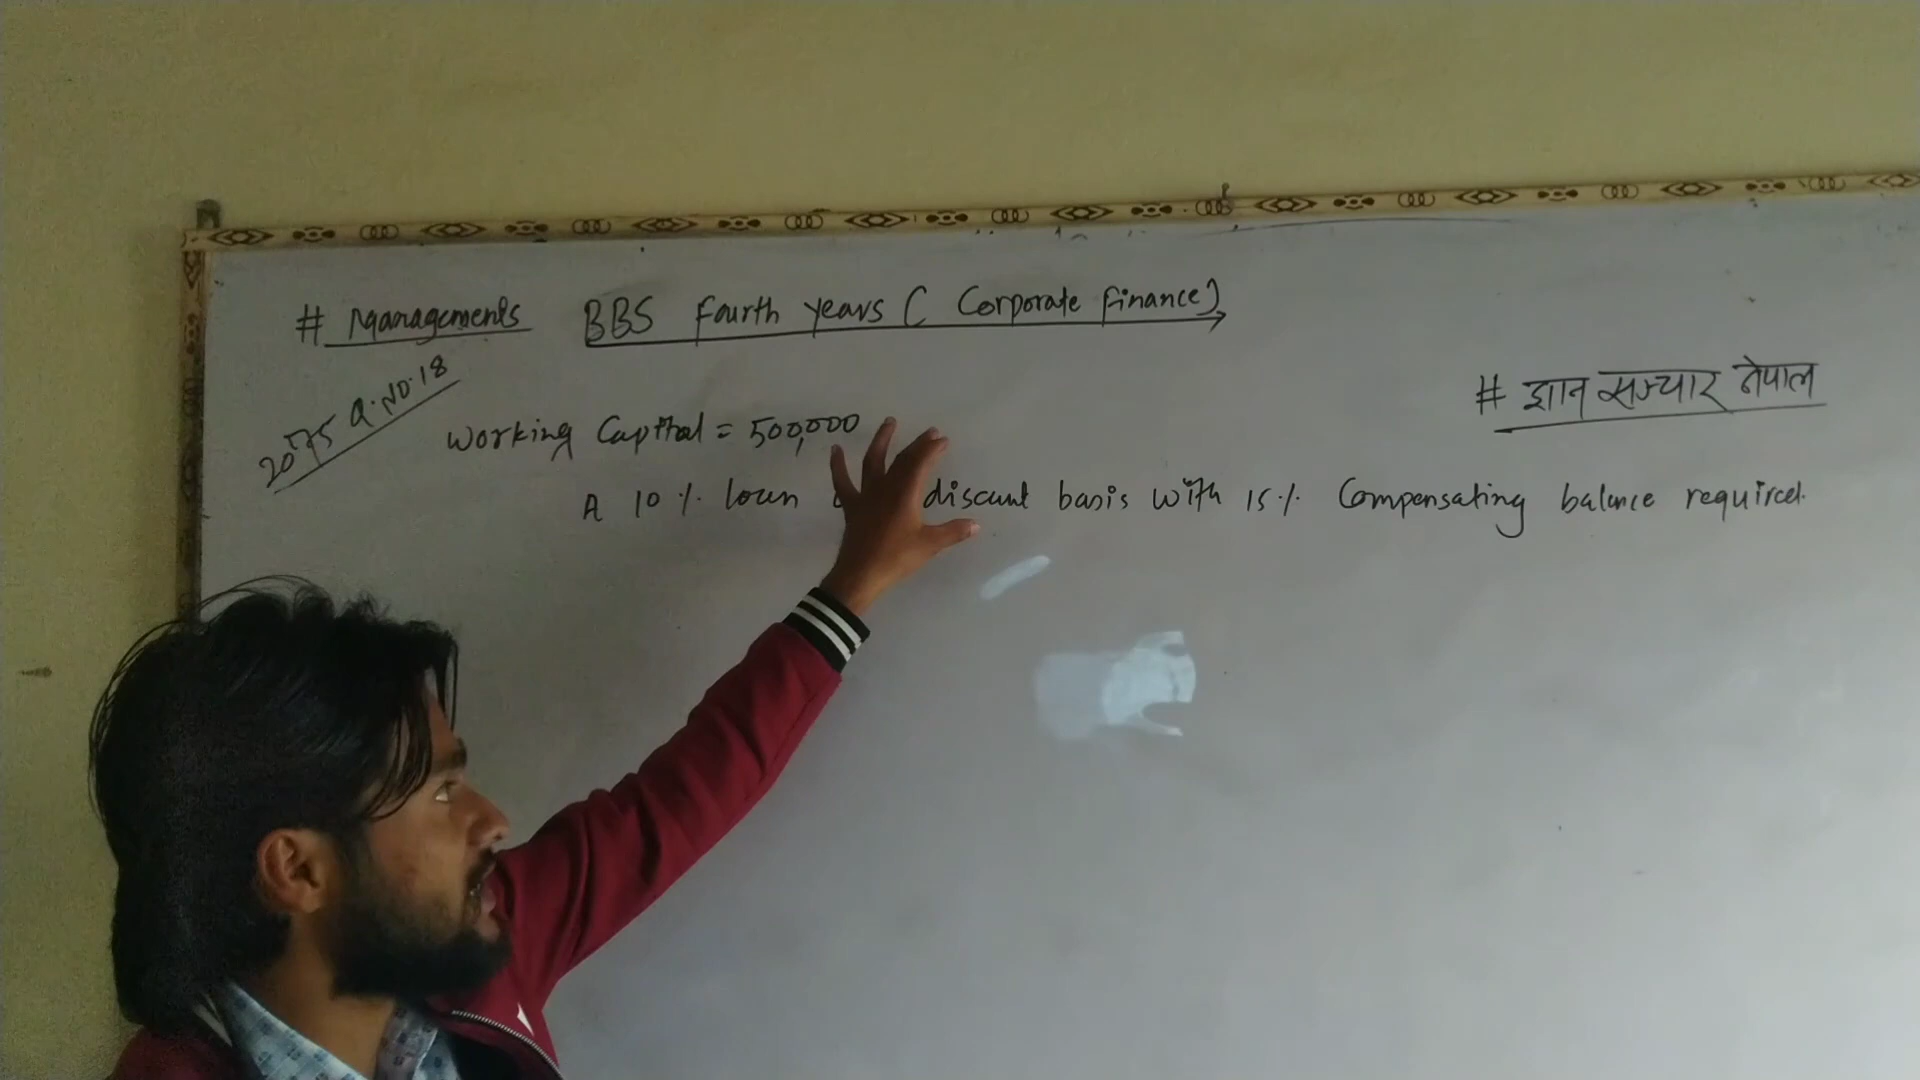 # Managements BBS Fourth years ( Corporate finance)
2075 Q.NO.18
# ज्ञान सञ्चार नेपाल
Working Capital = 500,000
A 10 % loan discount basis with 15 % Compensating balance required.